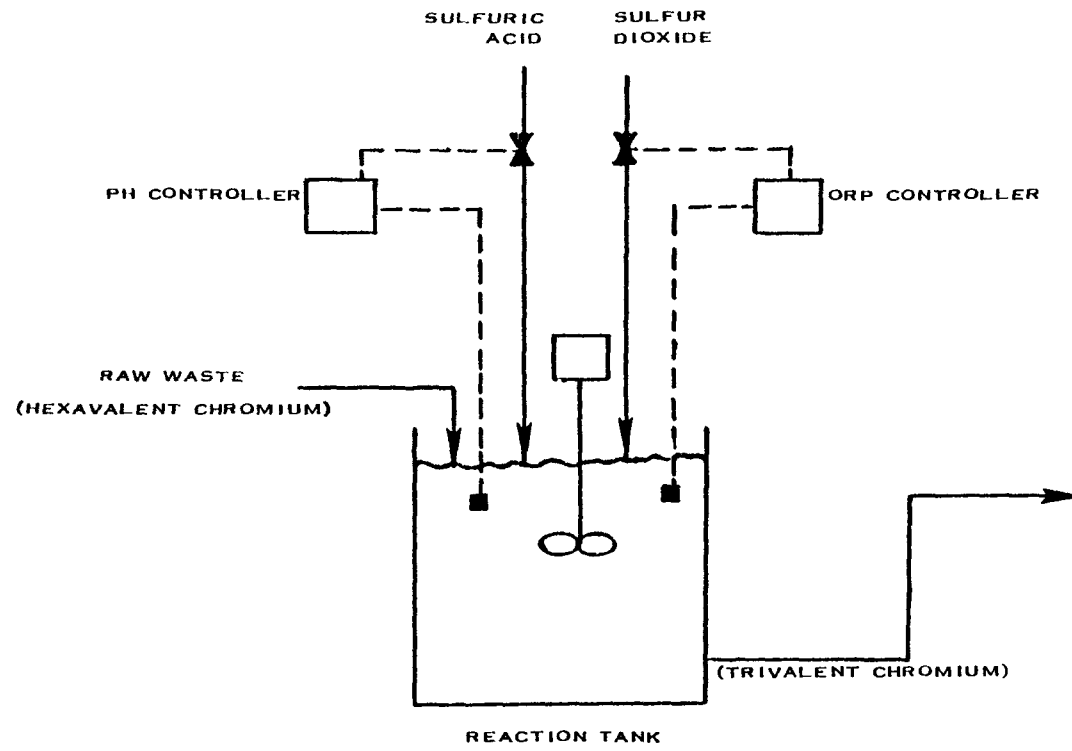 SULFURIC
ACID
SULFUR
DIOXIDE
PH CONTROLLER
ORP CONTROLLER
RAW WASTE
(HEXAVALENT CHROMIUM)
(TRIVALENT CHROMIUM)
REACTION TANK